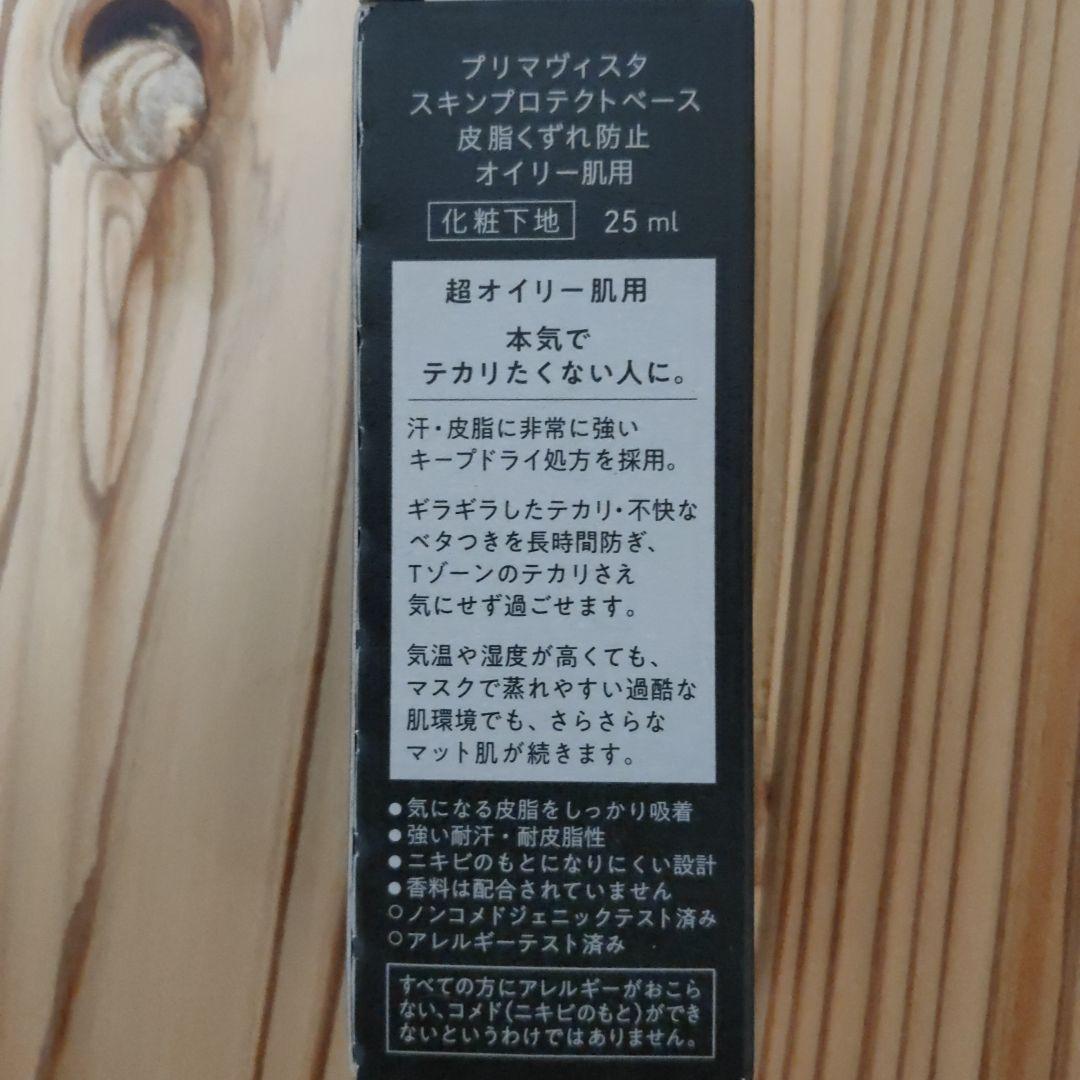 プリマヴィスタ
スキンプロテクトベース
皮脂くずれ防止
オイリー肌用
化粧下地 25 ml
超オイリー肌用
本気で
テカリたくない人に。
汗・皮脂に非常に強い
キープドライ処方を採用。
ギラギラしたテカリ・不快な
ベタつきを長時間防ぎ、
Tゾーンのテカリさえ
気にせず過ごせます。
気温や湿度が高くても、
マスクで蒸れやすい過酷な
肌環境でも、さらさらな
マット肌が続きます。
●気になる皮脂をしっかり吸着
●強い耐汗・耐皮脂性
●ニキビのもとになりにくい設計
●香料は配合されていません
○ノンコメドジェニックテスト済み
○アレルギーテスト済み
すべての方にアレルギーがおこら
ない、コメド(ニキビのもと)ができ
ないというわけではありません。